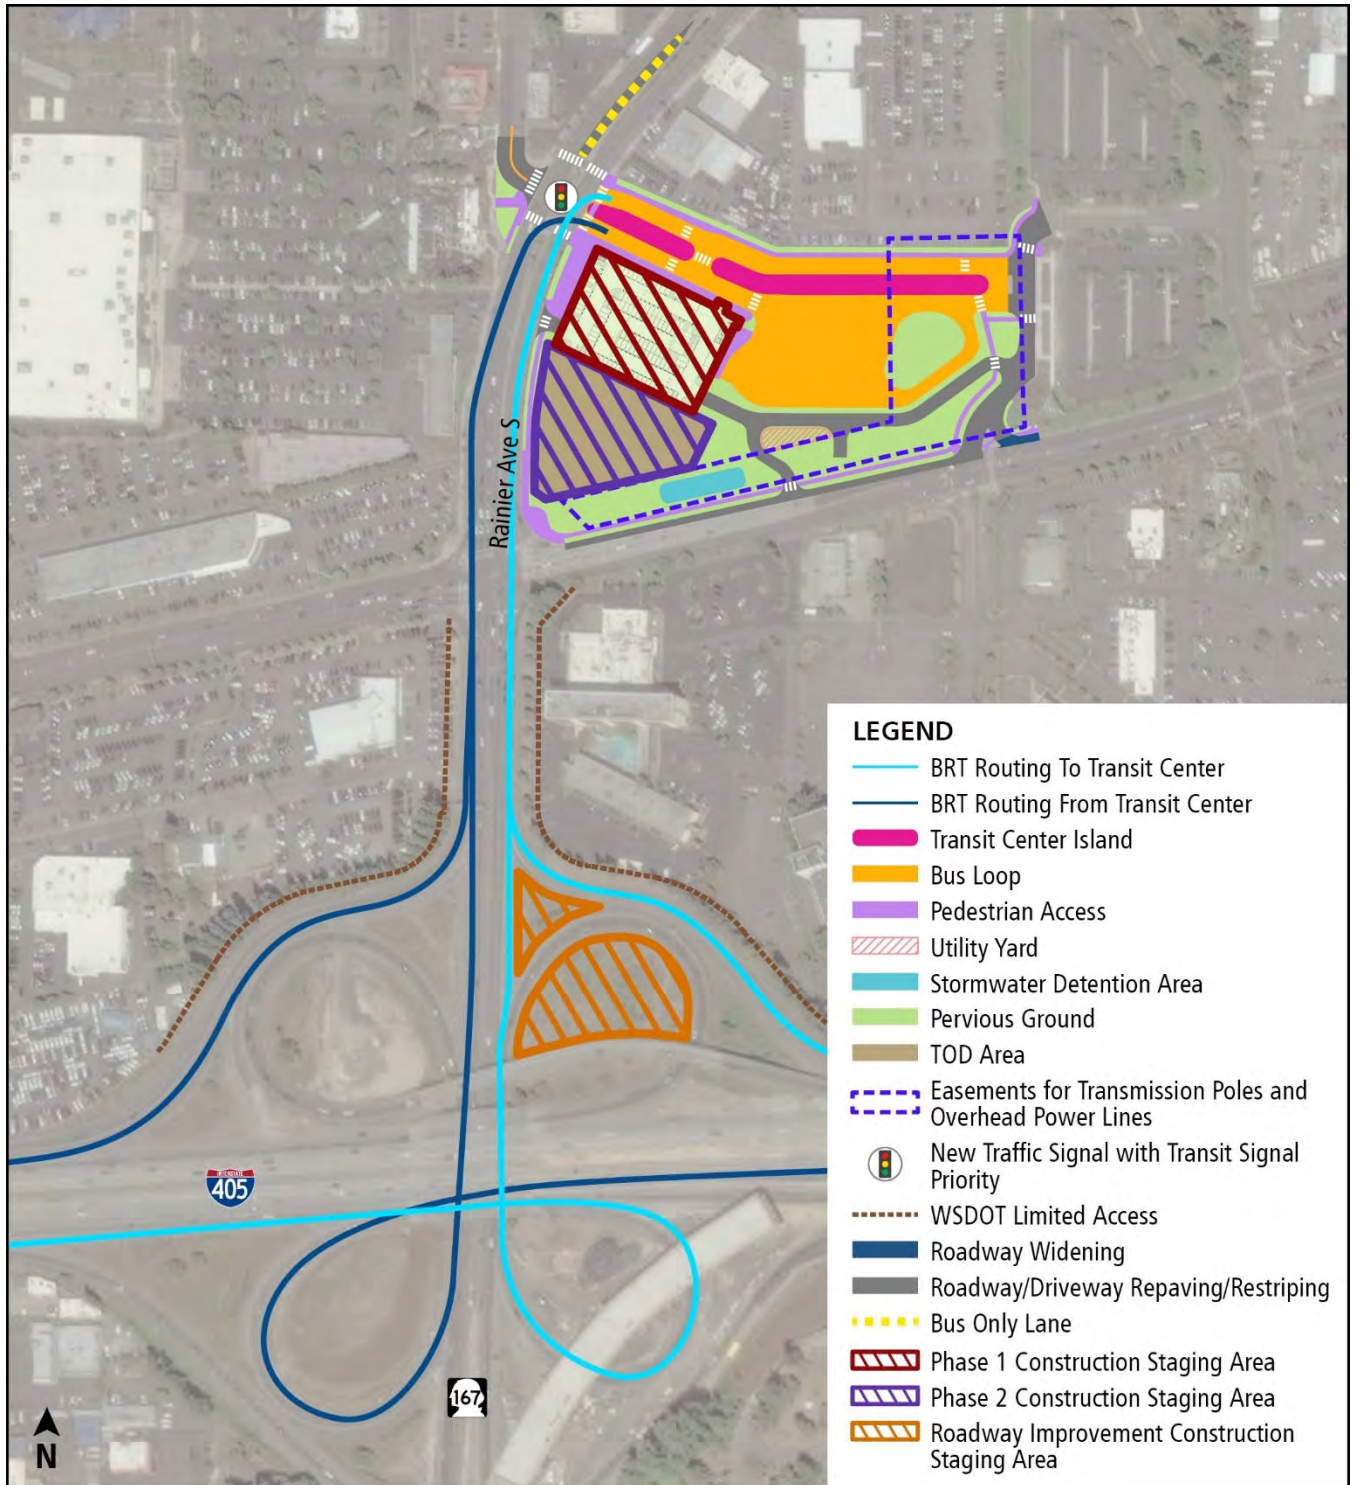 Rainier Ave S
LEGEND
BRT Routing To Transit Center
BRT Routing From Transit Center
Transit Center Island
Bus Loop
Pedestrian Access
Utility Yard
Stormwater Detention Area
Pervious Ground
TOD Area
Easements for Transmission Poles and
Overhead Power Lines
New Traffic Signal with Transit Signal
Priority
WSDOT Limited Access
Roadway Widening
Roadway/Driveway Repaving/Restriping
Bus Only Lane
Phase 1 Construction Staging Area
Phase 2 Construction Staging Area
Roadway Improvement Construction
Staging Area
INTERSTATE
405
167
N